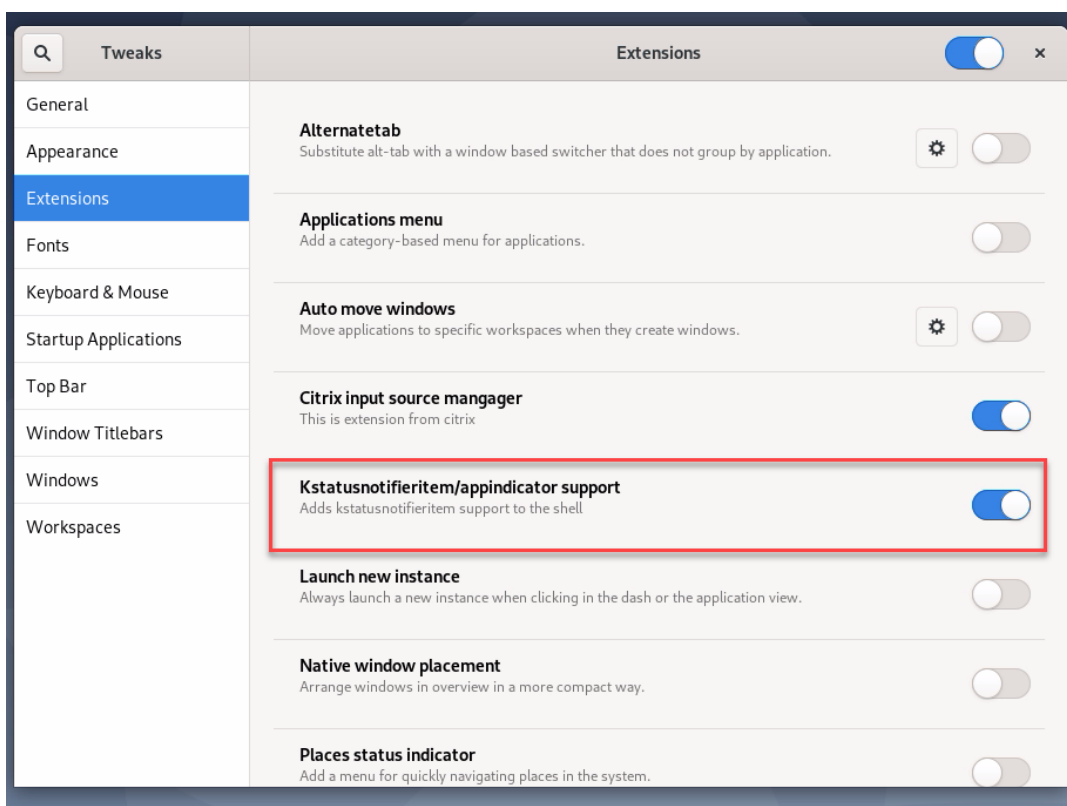 Tweaks
Extensions
General
Appearance
Extensions
Fonts
Keyboard & Mouse
Startup Applications
Top Bar
Window Titlebars
Windows
Workspaces
Alternatetab
Substitute alt-tab with a window based switcher that does not group by application.
Applications menu
Add a category-based menu for applications.
Auto move windows
Move applications to specific workspaces when they create windows.
Citrix input source mangager
This is extension from citrix
Kstatusnotifieritem/appindicator support
Adds kstatusnotifieritem support to the shell
Launch new instance
Always launch a new instance when clicking in the dash or the application view.
Native window placement
Arrange windows in overview in a more compact way.
Places status indicator
Add a menu for quickly navigating places in the system.